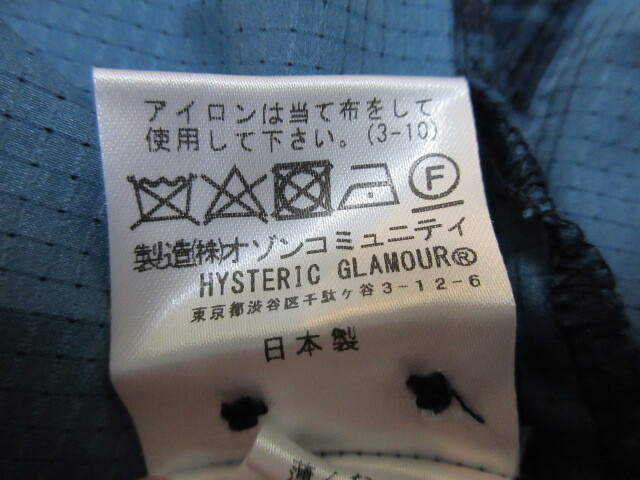 アイロンは当て布をして
使用して下さい。(3-10)
F
製造㈱オゾンコミュニティ
HYSTERIC GLAMOUR®
東京都渋谷区千駄ヶ谷3-12-6
日本製
薄く